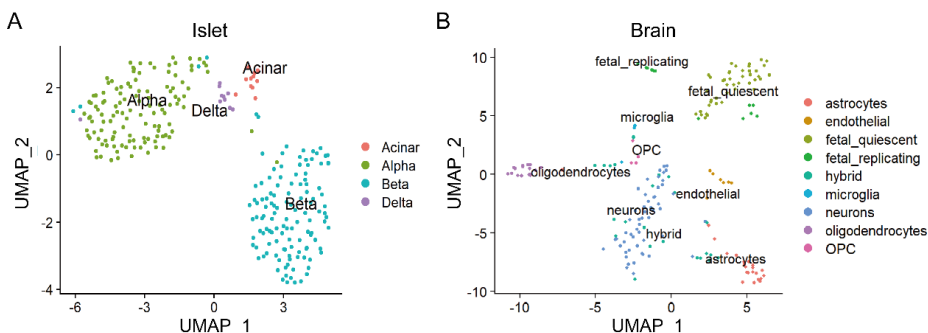 A
Islet
UMAP_2
2
0
-2
-4
Alpha
Acinar
Delta
Beta
-6
-3
0
3
UMAP_1
Acinar
Alpha
Beta
Delta
B
Brain
UMAP_2
10
5
0
-5
-10
fetal_replicating
fetal_quiescent
microglia
OPC
oligodendrocytes
endothelial
neurons
hybrid
astrocytes
-10
-5
0
5
UMAP_1
astrocytes
endothelial
fetal_quiescent
fetal_replicating
hybrid
microglia
neurons
oligodendrocytes
OPC